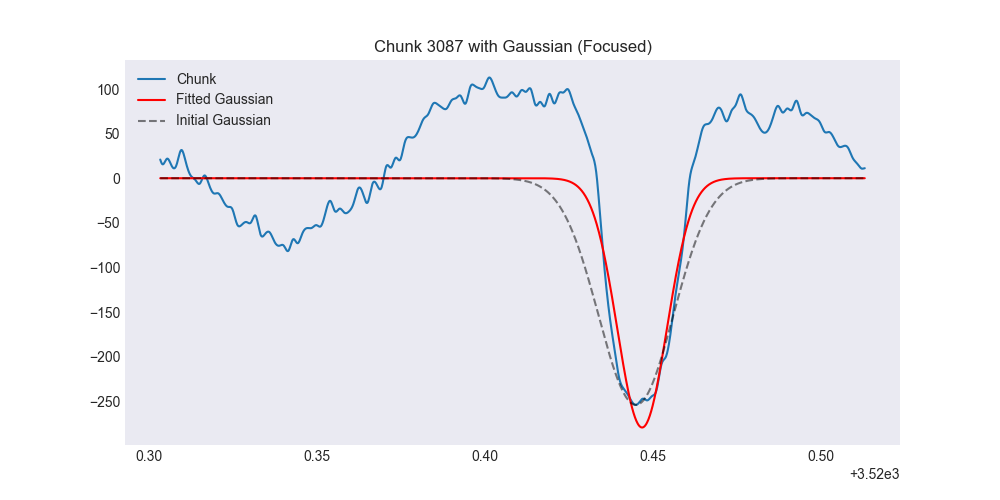 Chunk 3087 with Gaussian (Focused)
Chunk
Fitted Gaussian
Initial Gaussian
100
50
0
−50
−100
−150
−200
−250
0.30 0.35 0.40 0.45 0.50
+3.52e3